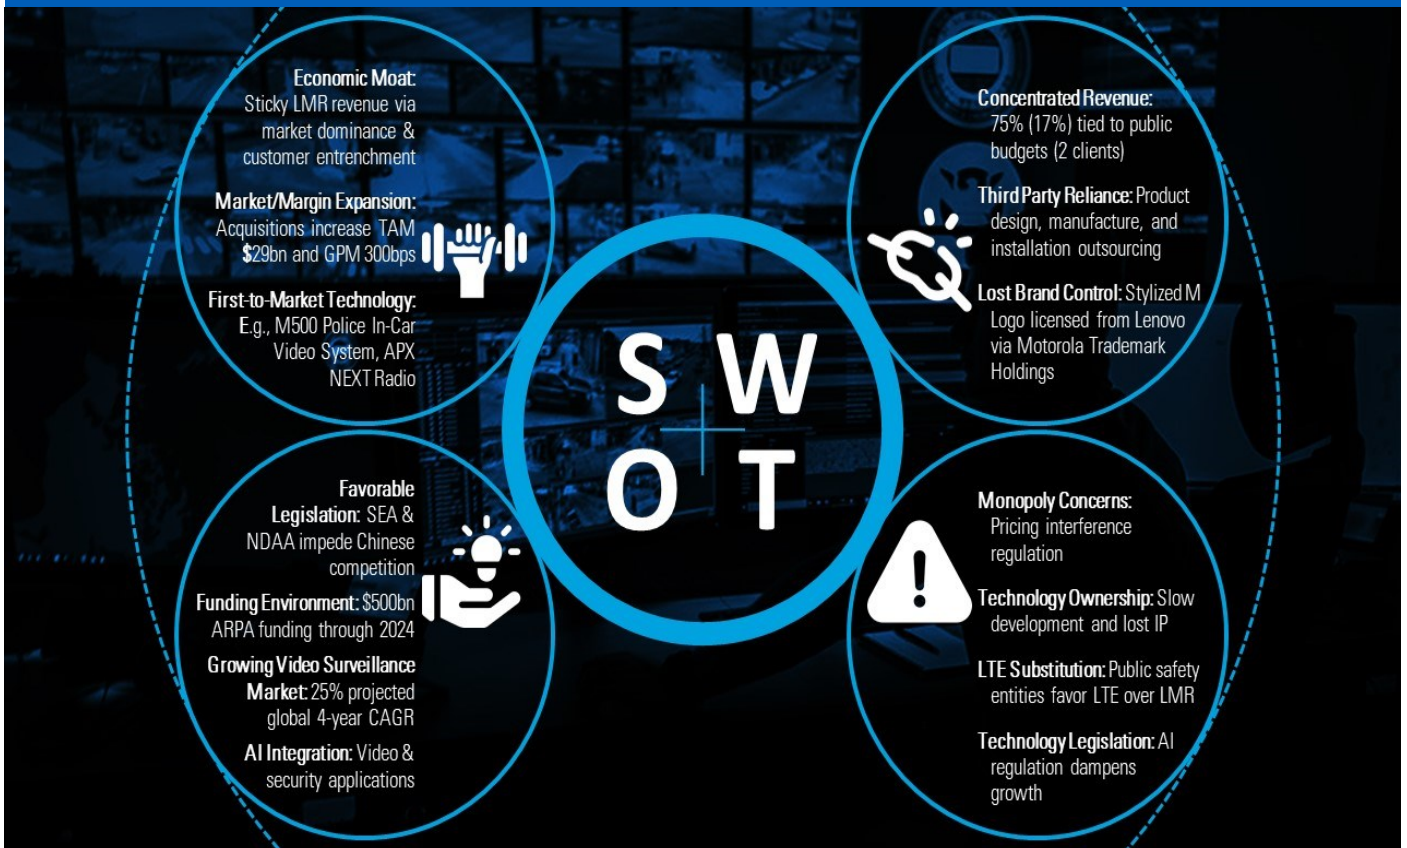 Economic Moat:
Sticky LMR revenue via
market dominance &
customer entrenchment
Market/Margin Expansion:
Acquisitions increase TAM
$29bn and GPM 300bps
First-to-Market Technology:
E.g., M500 Police In-Car
Video System, APX
NEXT Radio
Concentrated Revenue:
75% (17%) tied to public
budgets (2 clients)
Third Party Reliance: Product
design, manufacture, and
installation outsourcing
Lost Brand Control: Stylized M
Logo licensed from Lenovo
via Motorola Trademark
Holdings
S W
O T
Favorable
Legislation: SEA &
NDAA impede Chinese
competition
Funding Environment: $500bn
ARPA funding through 2024
Growing Video Surveillance
Market: 25% projected
global 4-year CAGR
AI Integration: Video &
security applications
Monopoly Concerns:
Pricing interference
regulation
Technology Ownership: Slow
development and lost IP
LTE Substitution: Public safety
entities favor LTE over LMR
Technology Legislation: AI
regulation dampens
growth